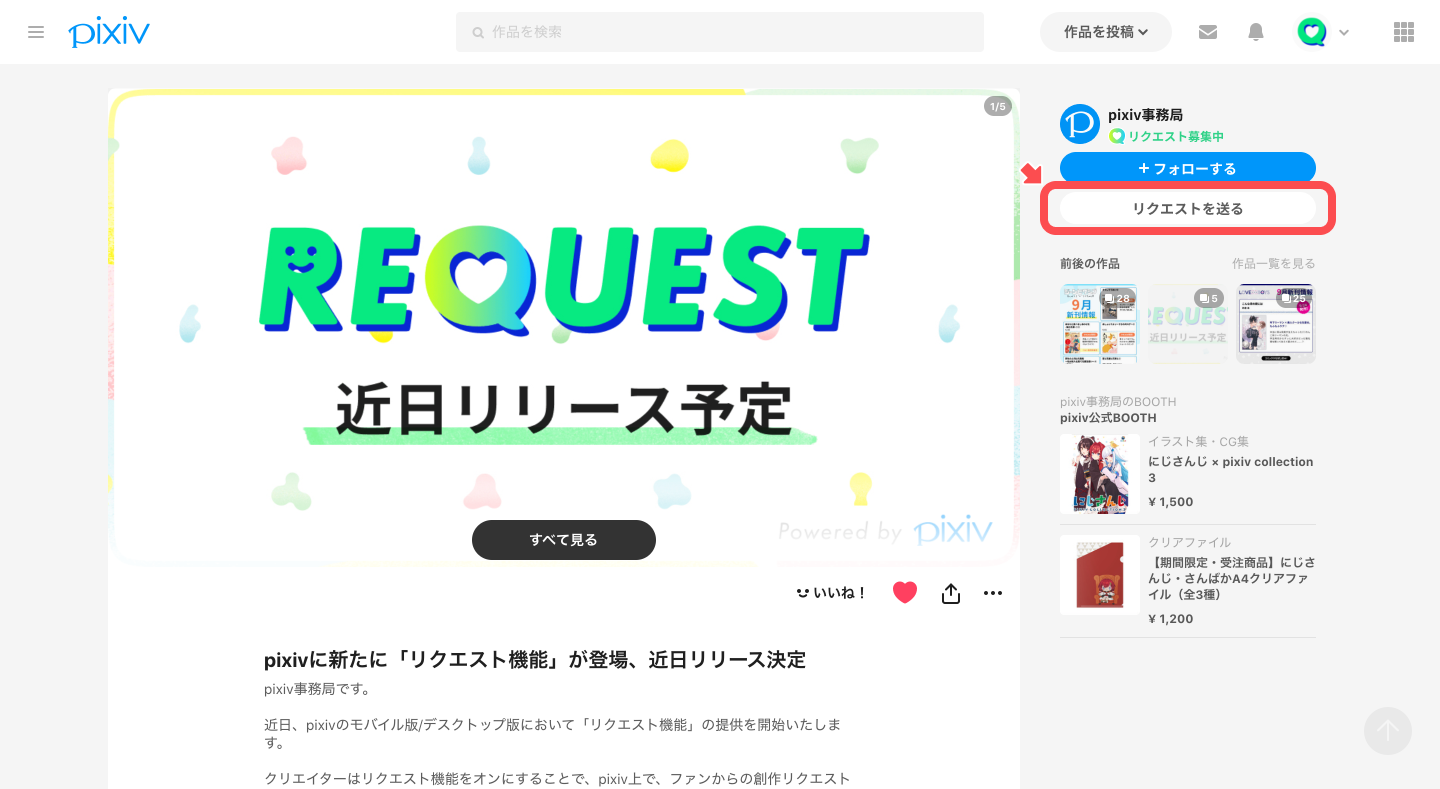 pixiv
作品を検索
作品を投稿
1/5
REQUEST
近日リリース予定
Powered by pixiv
すべて見る
いいね！
pixivに新たに「リクエスト機能」が登場、近日リリース決定
pixiv事務局です。
近日、pixivのモバイル版/デスクトップ版において「リクエスト機能」の提供を開始いたしま
す。
クリエイターはリクエスト機能をオンにすることで、pixiv上で、ファンからの創作リクエスト
pixiv事務局
リクエスト募集中
+フォローする
リクエストを送る
前後の作品
作品一覧を見る
28
9月
新刊情報
5
REQUEST
近日リリース予定
25
9月新刊情報
pixiv事務局のBOOTH
pixiv公式BOOTH
イラスト集・CG集
にじさんじ × pixiv collection
3
¥ 1,500
にじさんじ
クリアファイル
【期間限定・受注商品】にじさ
んじ・さんばかA4クリアファ
イル（全3種）
¥ 1,200